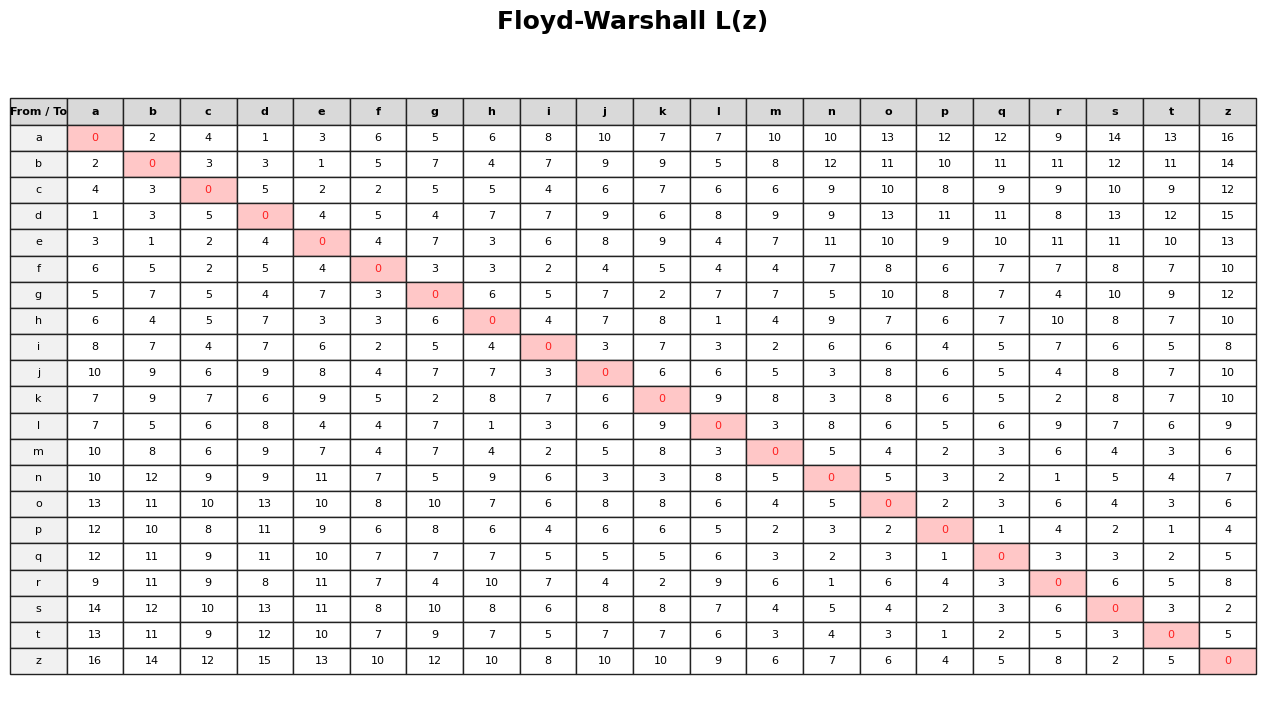 Floyd-Warshall L(z)
From / To a b c d e f g h i j k l m n o p q r s t z
a 0 2 4 1 3 6 5 6 8 10 7 7 10 10 13 12 12 9 14 13 16
b 2 0 3 3 1 5 7 4 7 9 9 5 8 12 11 10 11 11 12 11 14
c 4 3 0 5 2 2 5 5 4 6 7 6 6 9 10 8 9 9 10 9 12
d 1 3 5 0 4 5 4 7 7 9 6 8 9 9 13 11 11 8 13 12 15
e 3 1 2 4 0 4 7 3 6 8 9 4 7 11 10 9 10 11 11 10 13
f 6 5 2 5 4 0 3 3 2 4 5 4 4 7 8 6 7 7 8 7 10
g 5 7 5 4 7 3 0 6 5 7 2 7 7 5 10 8 7 4 10 9 12
h 6 4 5 7 3 3 6 0 4 7 8 1 4 9 7 6 7 10 8 7 10
i 8 7 4 7 6 2 5 4 0 3 7 3 2 6 6 4 5 7 6 5 8
j 10 9 6 9 8 4 7 7 3 0 6 6 5 3 8 6 5 4 8 7 10
k 7 9 7 6 9 5 2 8 7 6 0 9 8 3 8 6 5 2 8 7 10
l 7 5 6 8 4 4 7 1 3 6 9 0 3 8 6 5 6 9 7 6 9
m 10 8 6 9 7 4 7 4 2 5 8 3 0 5 4 2 3 6 4 3 6
n 10 12 9 9 11 7 5 9 6 3 3 8 5 0 5 3 2 1 5 4 7
o 13 11 10 13 10 8 10 7 6 8 8 6 4 5 0 2 3 6 4 3 6
p 12 10 8 11 9 6 8 6 4 6 6 5 2 3 2 0 1 4 2 1 4
q 12 11 9 11 10 7 7 7 5 5 5 6 3 2 3 1 0 3 3 2 5
r 9 11 9 8 11 7 4 10 7 4 2 9 6 1 6 4 3 0 6 5 8
s 14 12 10 13 11 8 10 8 6 8 8 7 4 5 4 2 3 6 0 3 2
t 13 11 9 12 10 7 9 7 5 7 7 6 3 4 3 1 2 5 3 0 5
z 16 14 12 15 13 10 12 10 8 10 10 9 6 7 6 4 5 8 2 5 0